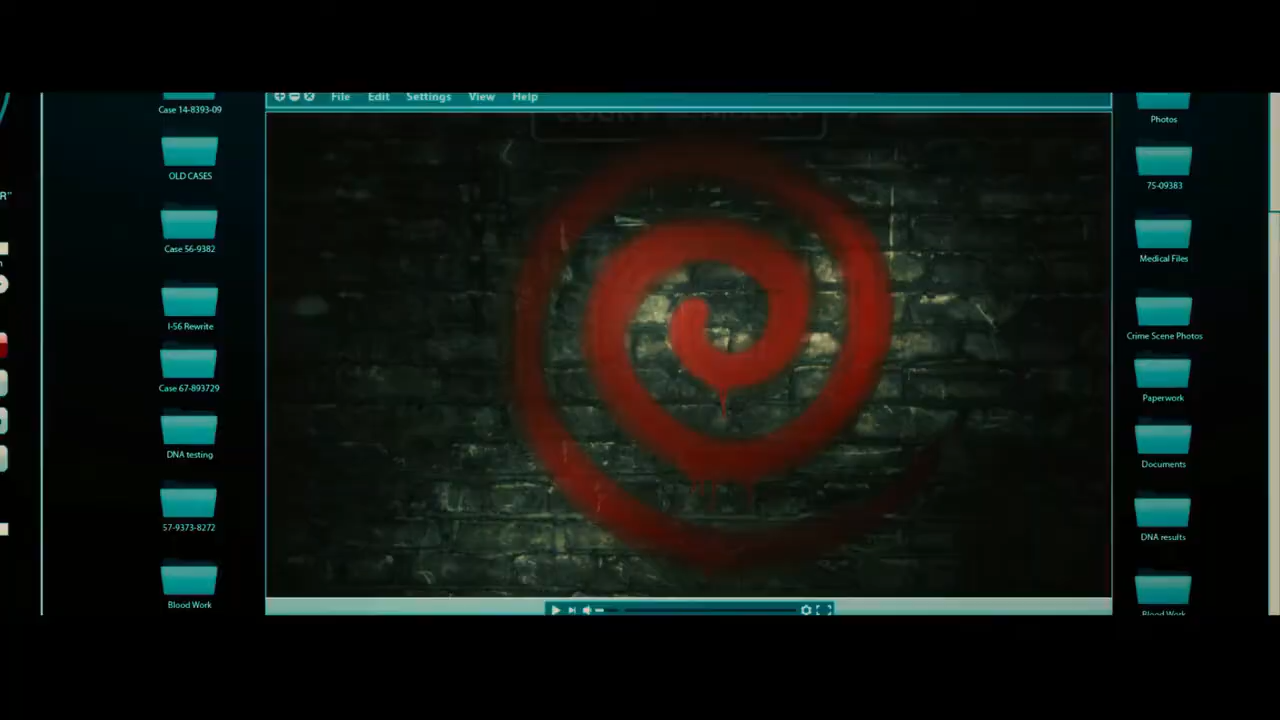 File Edit Settings View Help
Case 14-8393-09
OLD CASES
Case 56-9382
I-56 Rewrite
Case 67-893729
DNA testing
57-9373-8272
Blood Work
Photos
75-09383
Medical Files
Crime Scene Photos
Paperwork
Documents
DNA results
Blood Work